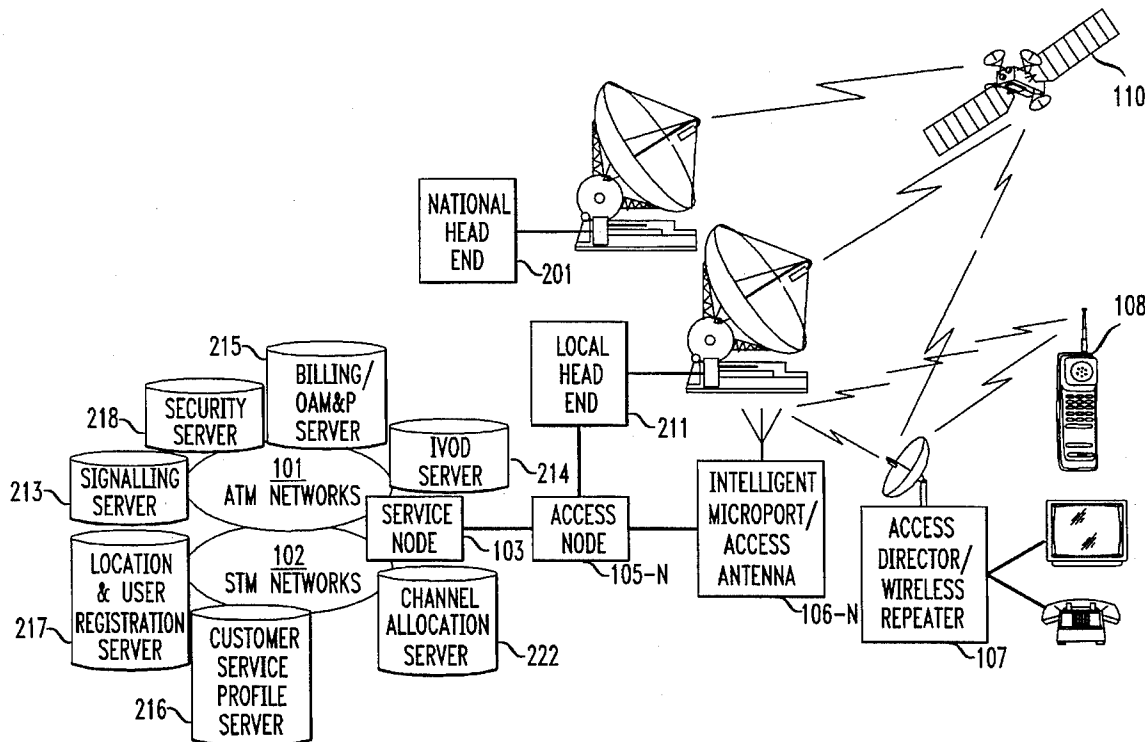 110
NATIONAL
HEAD
END
201
108
215
BILLING/
OAM&P
SERVER
LOCAL
HEAD
END
211
218
SECURITY
SERVER
IVOD
SERVER
214
213
SIGNALLING
SERVER
101
ATM NETWORKS
SERVICE
NODE
103
ACCESS
NODE
105-N
INTELLIGENT
MICROPORT/
ACCESS
ANTENNA
106-N
ACCESS
DIRECTOR/
WIRELESS
REPEATER
107
102
STM NETWORKS
LOCATION
& USER
REGISTRATION
SERVER
217
CHANNEL
ALLOCATION
SERVER
222
CUSTOMER
SERVICE
PROFILE
SERVER
216